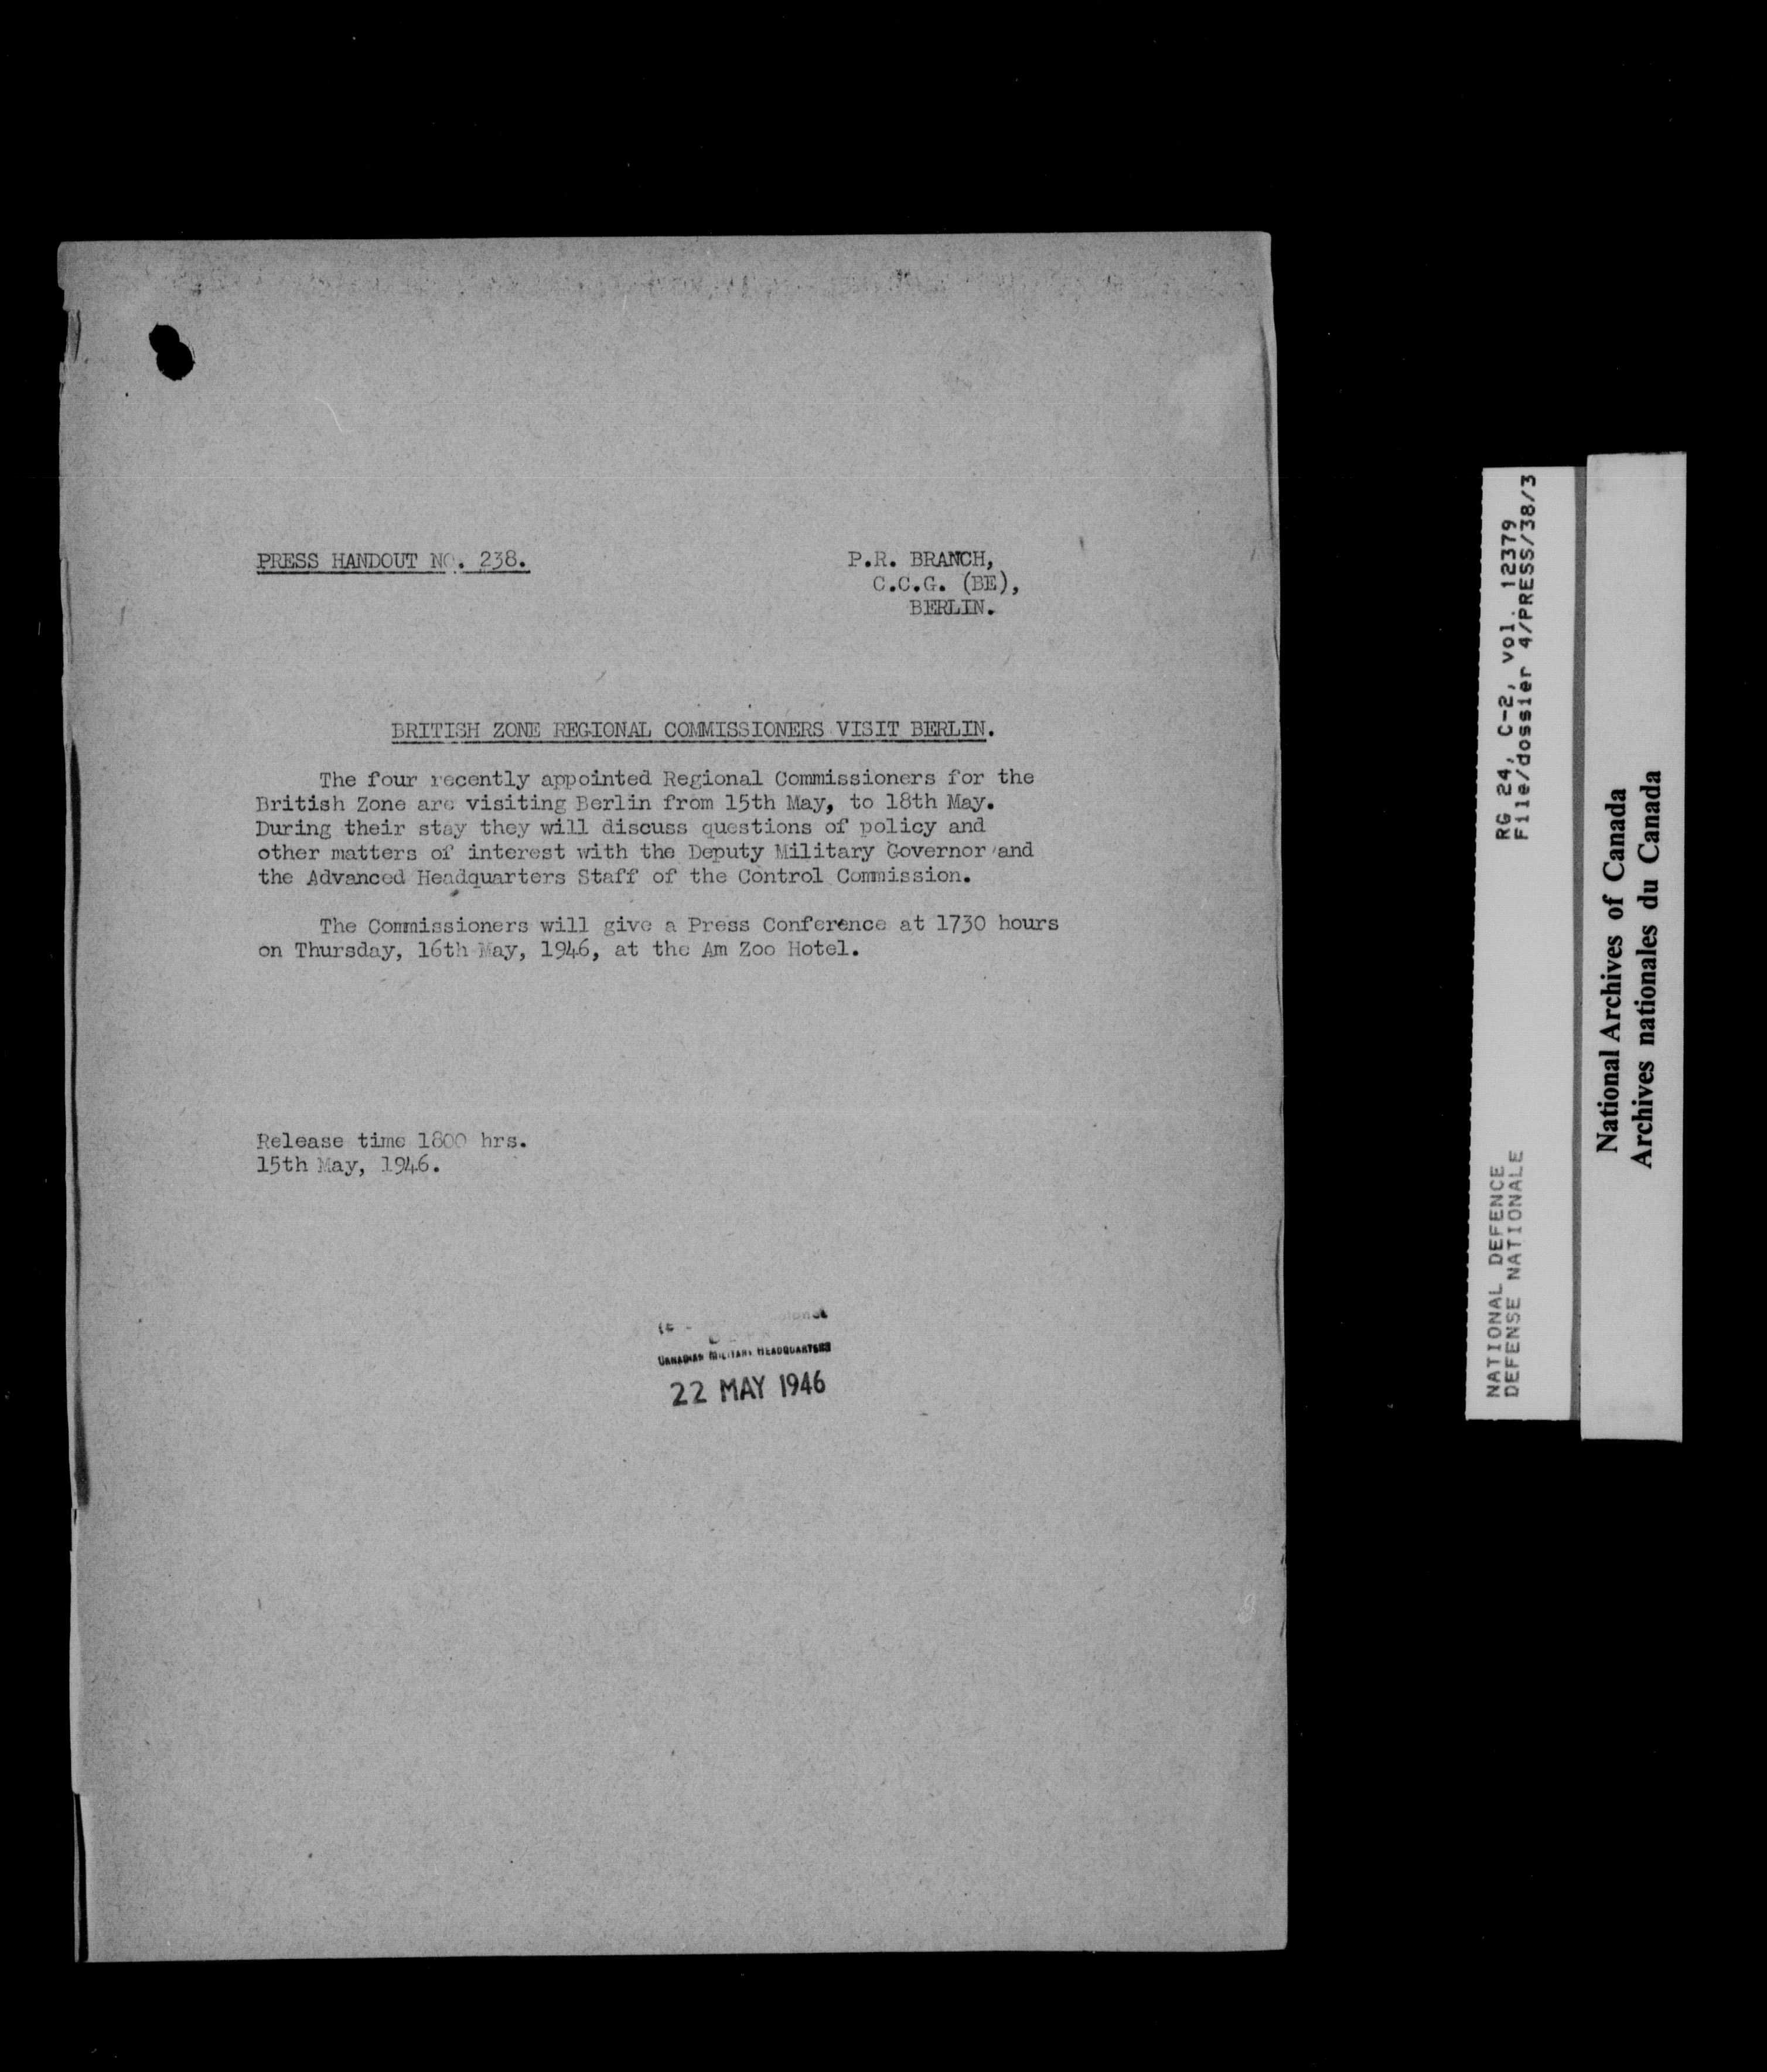 PRESS HANDOUT NO. 238.
P.R. BRANCH,
C.C.G. (BE),
BERLIN.
BRITISH ZONE REGIONAL COMMISSIONERS VISIT BERLIN.
The four recently appointed Regional Commissioners for the
British Zone are visiting Berlin from 15th May, to 18th May.
During their stay they will discuss questions of policy and
other matters of interest with the Deputy Military Governor and
the Advanced Headquarters Staff of the Control Commission.
The Commissioners will give a Press Conference at 1730 hours
on Thursday, 16th May, 1946, at the Am Zoo Hotel.
Release time 1800 hrs.
15th May, 1946.
CANADIAN MILITARY HEADQUARTERS
22 MAY 1946
RG 24, C-2, vol. 12379
File/dossier 4/PRESS/38/3
NATIONAL DEFENCE
DEFENSE NATIONALE
National Archives of Canada
Archives nationales du Canada